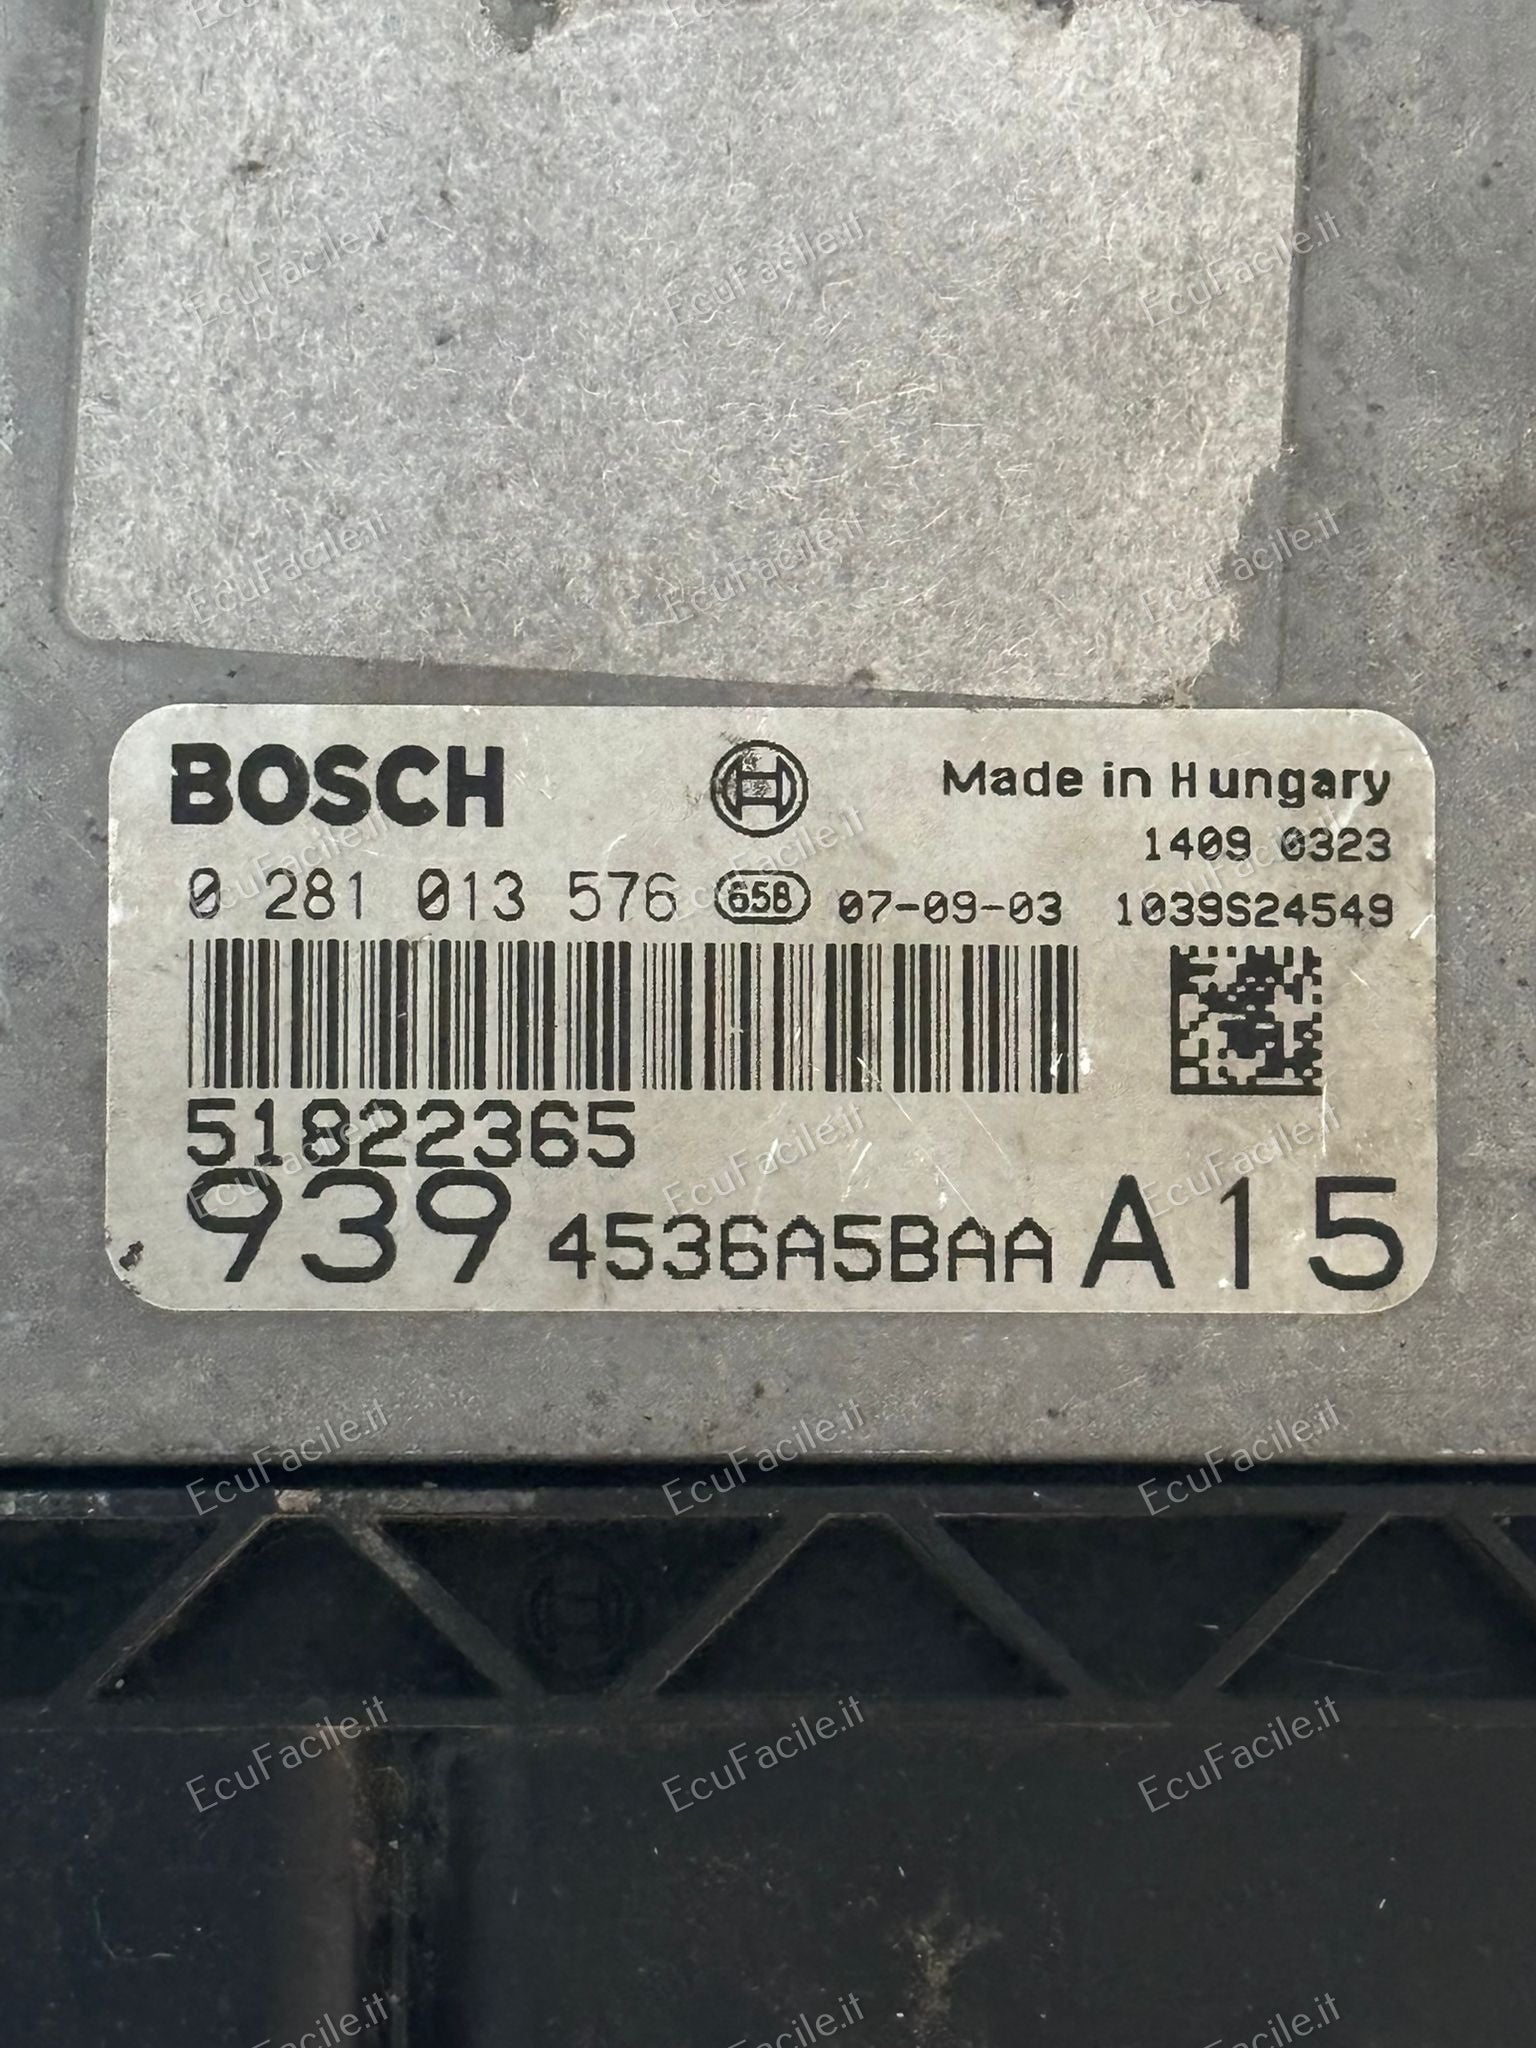 BOSCH
Made in Hungary
1409 0323
0 281 013 576 658 07-09-03 1039S24549
51822365
939 4536A5BAA A15
EcuFacile.it